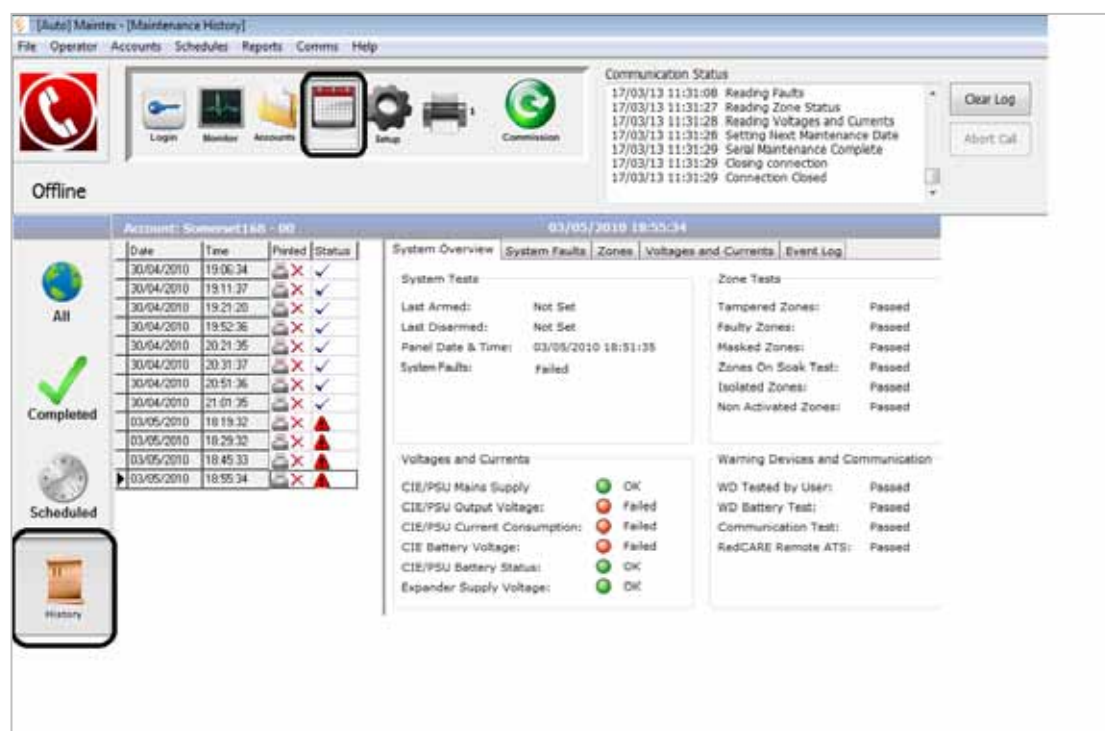 [Auto] Maintex - [Maintenance History]
File Operator Accounts Schedules Reports Comms Help
Login Monitor Accounts Setup 1 Commission
Offline
Communication Status
17/03/13 11:31:08 Reading Faults
17/03/13 11:31:27 Reading Zone Status
17/03/13 11:31:28 Reading Voltages and Currents
17/03/13 11:31:28 Setting Next Maintenance Date
17/03/13 11:31:29 Serial Maintenance Complete
17/03/13 11:31:29 Closing connection
17/03/13 11:31:29 Connection Closed
Clear Log
Abort Call
Account: Somerset168 - 00 03/05/2010 18:55:34
All
Completed
Scheduled
History
Date Time Printed Status
30/04/2010 19:06:34
30/04/2010 19:11:37
30/04/2010 19:21:20
30/04/2010 19:52:36
30/04/2010 20:21:35
30/04/2010 20:31:37
30/04/2010 20:51:36
30/04/2010 21:01:35
03/05/2010 18:19:32
03/05/2010 18:29:32
03/05/2010 18:45:33
03/05/2010 18:55:34
System Overview System Faults Zones Voltages and Currents Event Log
System Tests
Last Armed: Not Set
Last Disarmed: Not Set
Panel Date & Time: 03/05/2010 18:51:35
System Faults: Failed
Zone Tests
Tampered Zones: Passed
Faulty Zones: Passed
Masked Zones: Passed
Zones On Soak Test: Passed
Isolated Zones: Passed
Non Activated Zones: Passed
Voltages and Currents
CIE/PSU Mains Supply OK
CIE/PSU Output Voltage: Failed
CIE/PSU Current Consumption: Failed
CIE Battery Voltage: Failed
CIE/PSU Battery Status: OK
Expander Supply Voltage: OK
Warning Devices and Communication
WD Tested by User: Passed
WD Battery Test: Passed
Communication Test: Passed
RedCARE Remote ATS: Passed